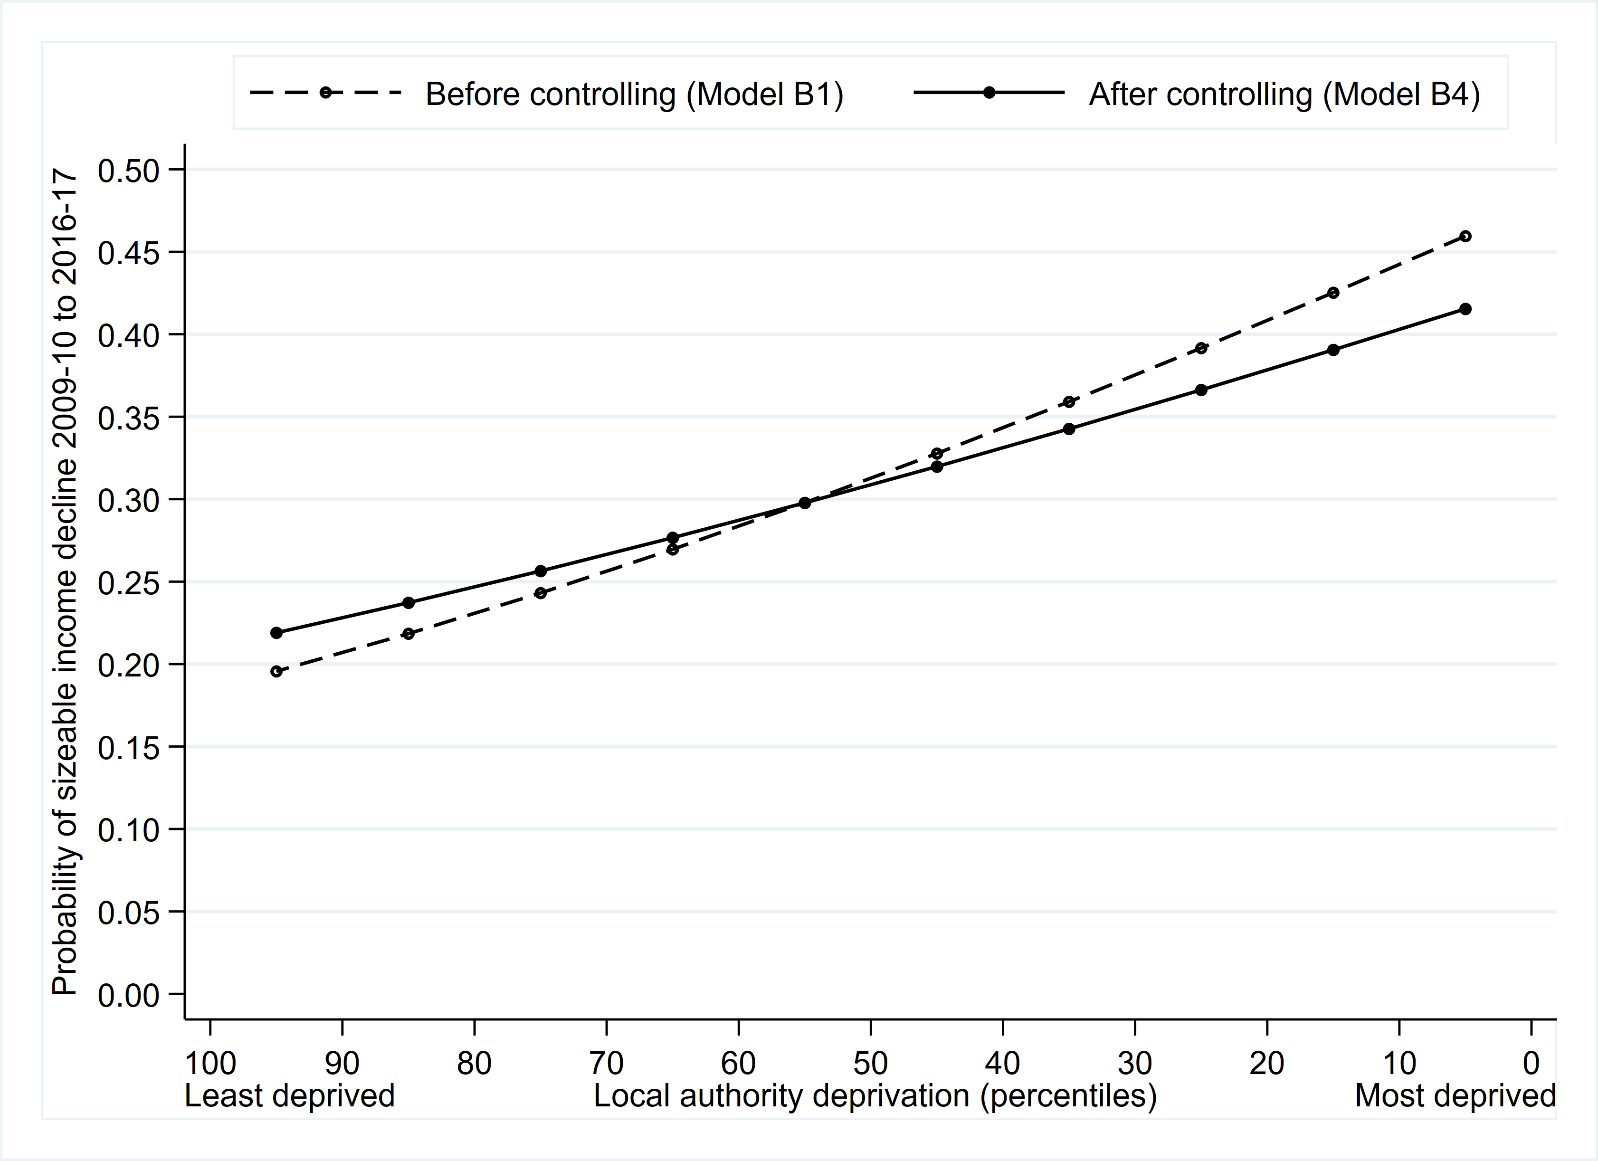 Before controlling (Model B1) After controlling (Model B4)
Probability of sizeable income decline 2009-10 to 2016-17
0.50
0.45
0.40
0.35
0.30
0.25
0.20
0.15
0.10
0.05
0.00
100 90 80 70 60 50 40 30 20 10 0
Least deprived Local authority deprivation (percentiles) Most deprived